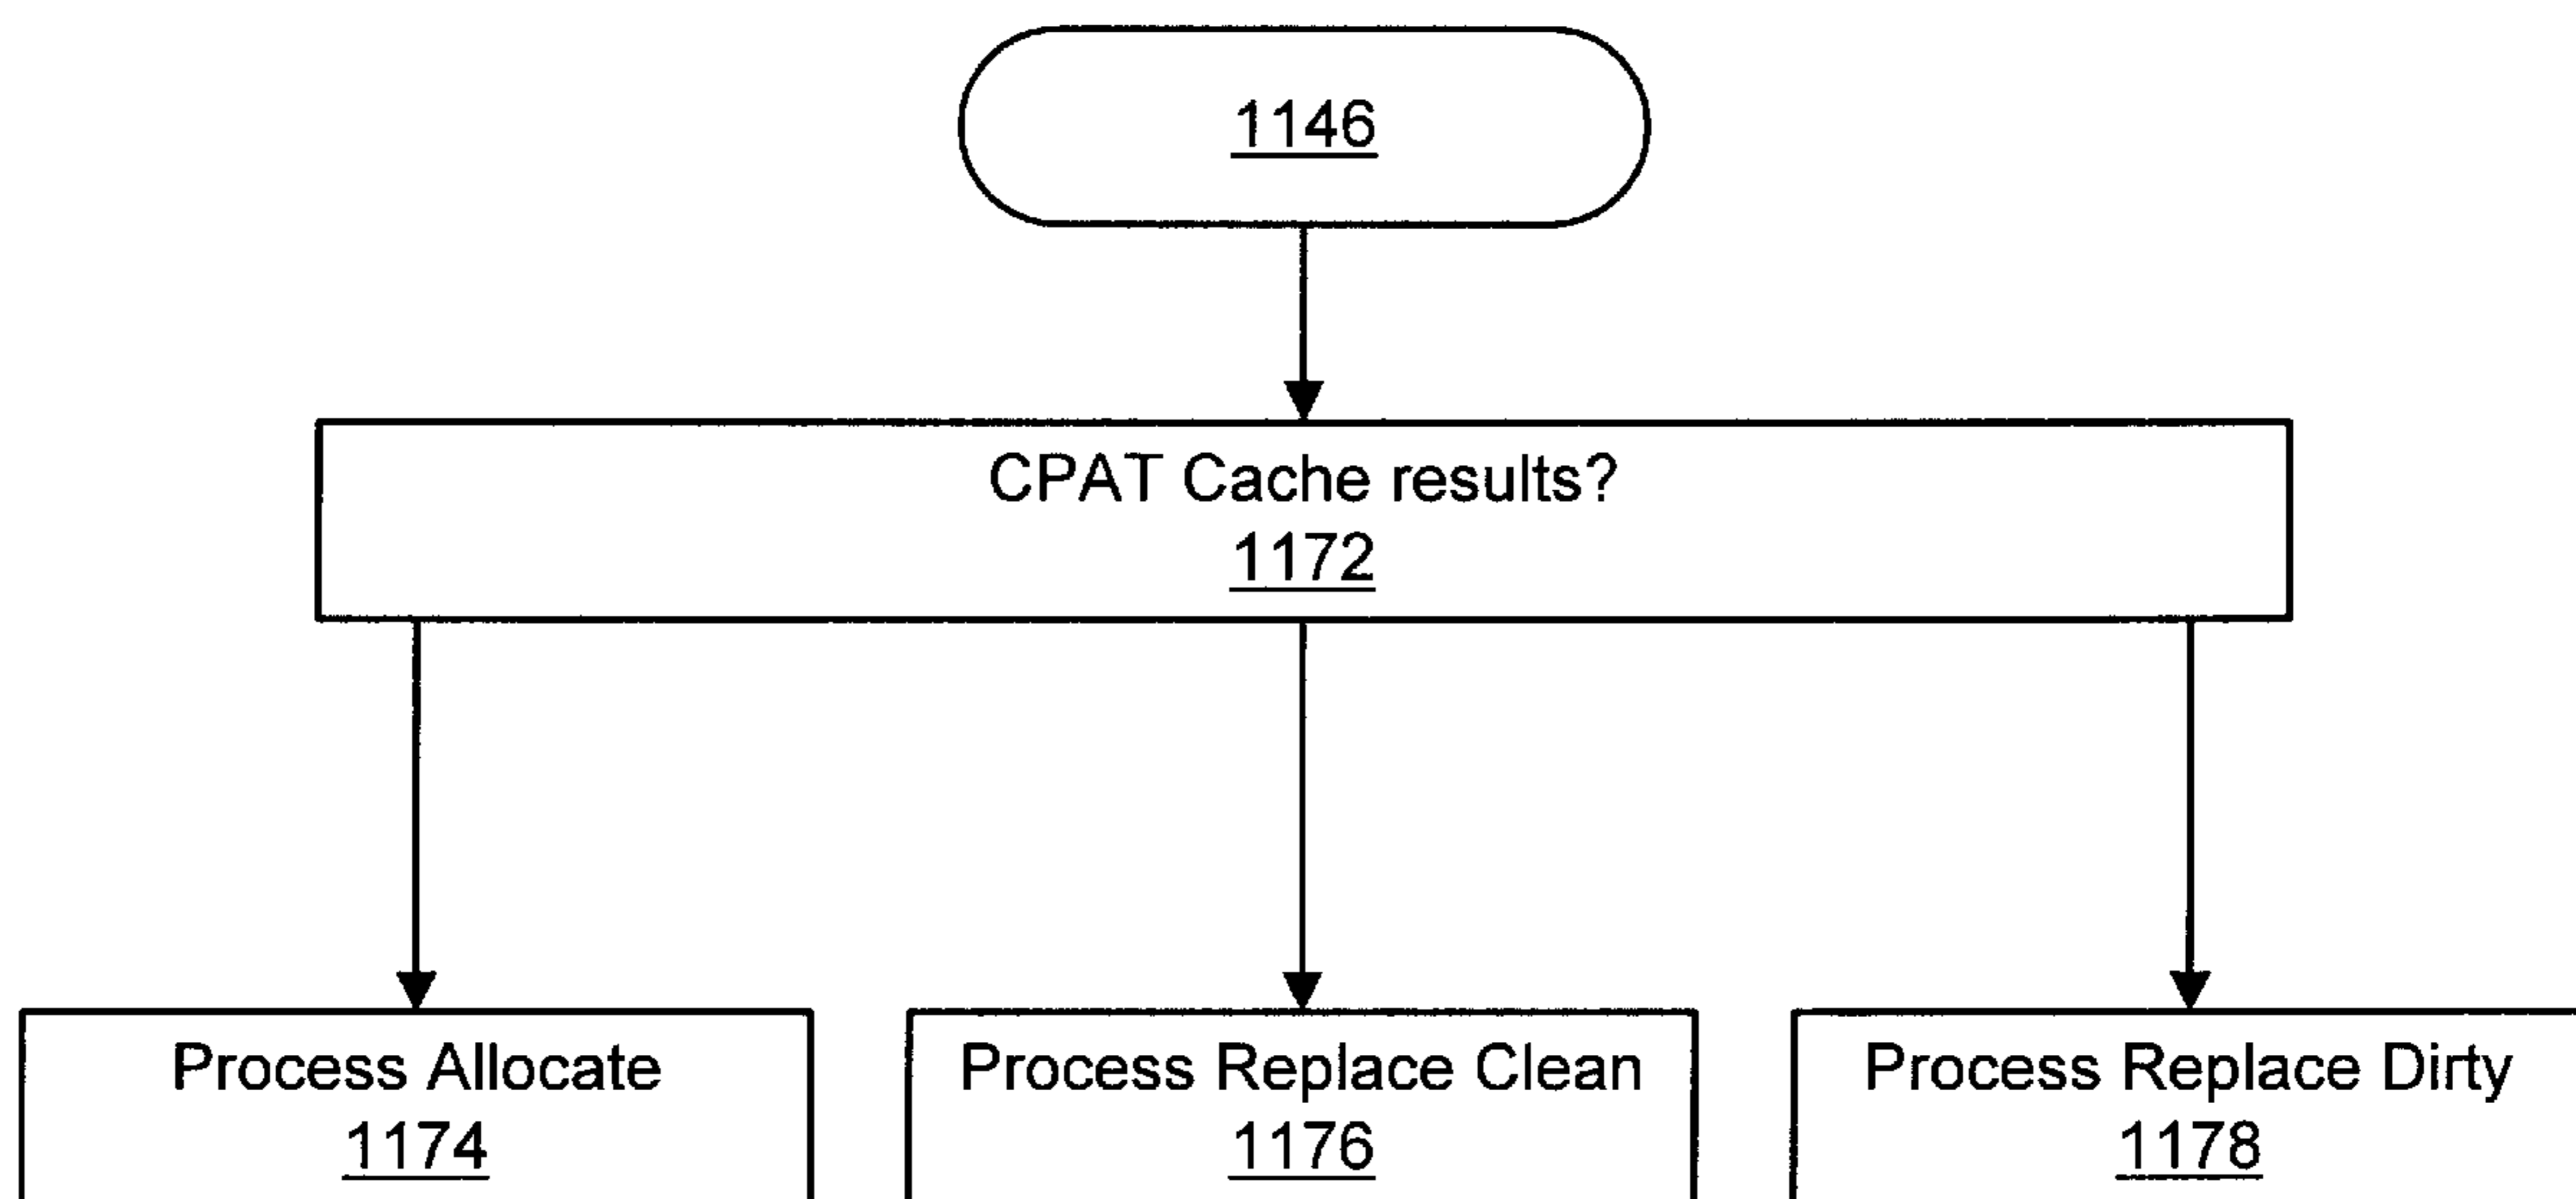 1146
CPAT Cache results?
1172
Process Allocate
1174
Process Replace Clean
1176
Process Replace Dirty
1178